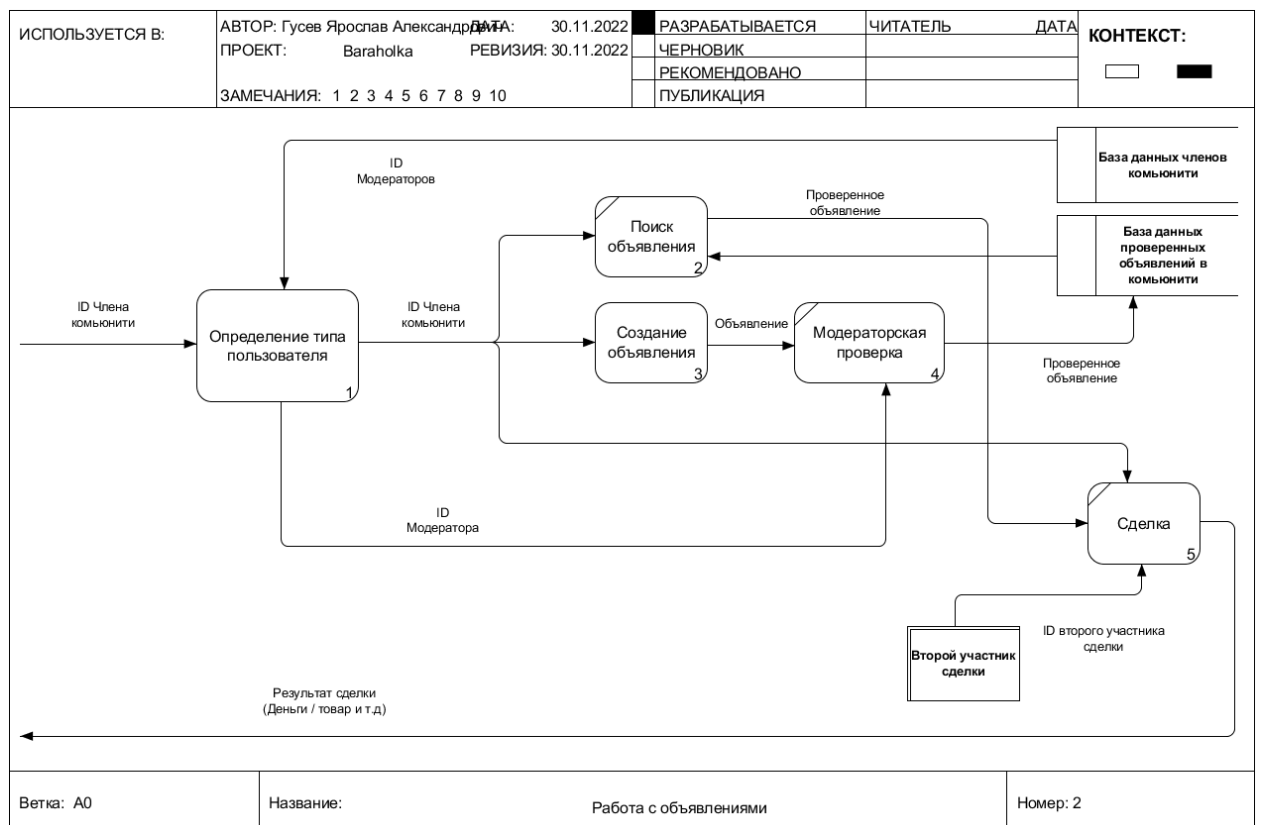 ИСПОЛЬЗУЕТСЯ В:
АВТОР: Гусев Ярослав Александрович
ДАТА: 30.11.2022
ПРОЕКТ: Baraholka
РЕВИЗИЯ: 30.11.2022
ЗАМЕЧАНИЯ: 1 2 3 4 5 6 7 8 9 10
РАЗРАБАТЫВАЕТСЯ
ЧЕРНОВИК
РЕКОМЕНДОВАНО
ПУБЛИКАЦИЯ
ЧИТАТЕЛЬ ДАТА
КОНТЕКСТ:
ID
Модераторов
База данных членов
комьюнити
Проверенное
объявление
Поиск
объявления
2
База данных
проверенных
объявлений в
комьюнити
ID Члена
комьюнити
Определение типа
пользователя
1
ID Члена
комьюнити
Создание
объявления
3
Объявление
Модераторская
проверка
4
Проверенное
объявление
ID
Модератора
Сделка
5
Второй участник
сделки
ID второго участника
сделки
Результат сделки
(Деньги / товар и т.д)
Ветка: A0
Название:
Работа с объявлениями
Номер: 2